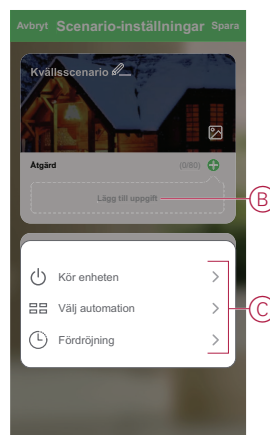 Avbryt Scenario-inställningar Spara
Kvällsscenario
Åtgärd (0/80)
Lägg till uppgift
B
Kör enheten
Välj automation
C
Fördröjning